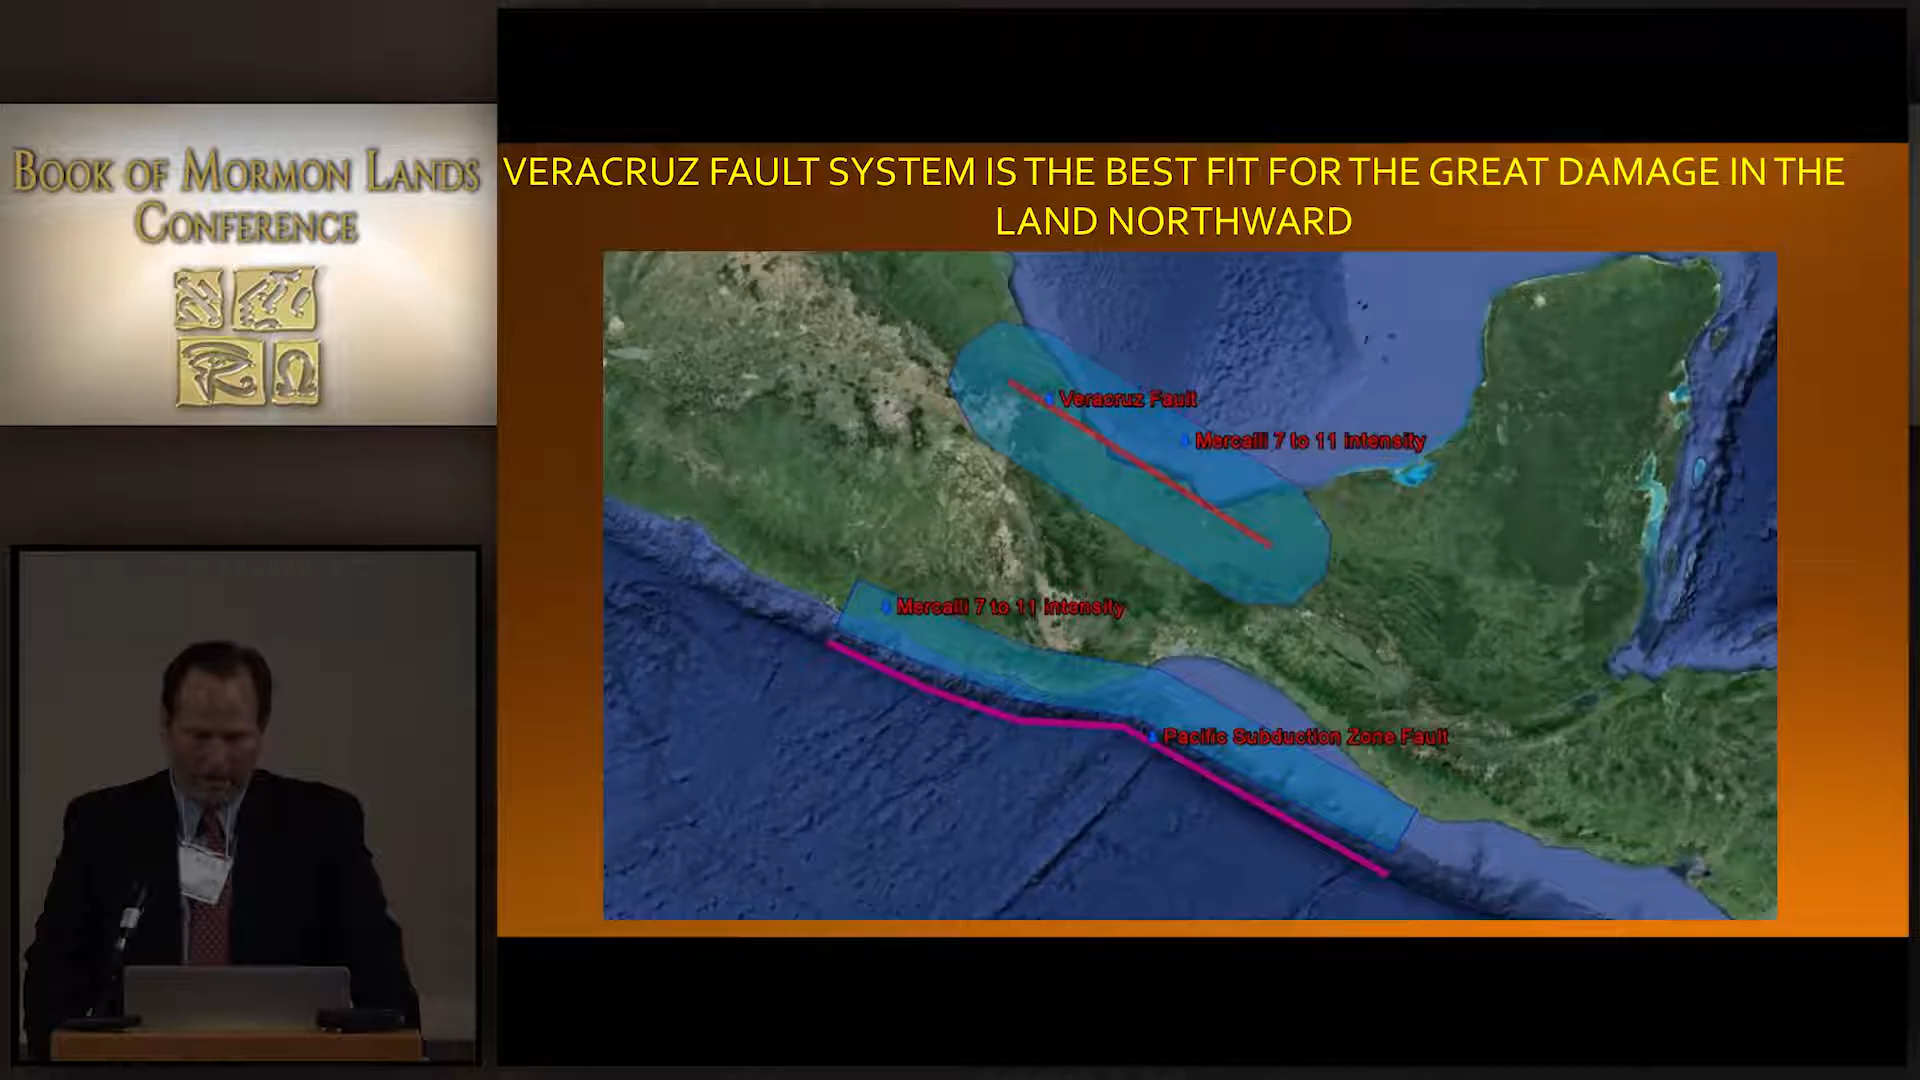 BOOK OF MORMON LANDS
CONFERENCE
VERACRUZ FAULT SYSTEM IS THE BEST FIT FOR THE GREAT DAMAGE IN THE
LAND NORTHWARD
Veracruz Fault
Mercalli 7 to 11 intensity
Mercalli 7 to 11 intensity
Pacific Subduction Zone Fault